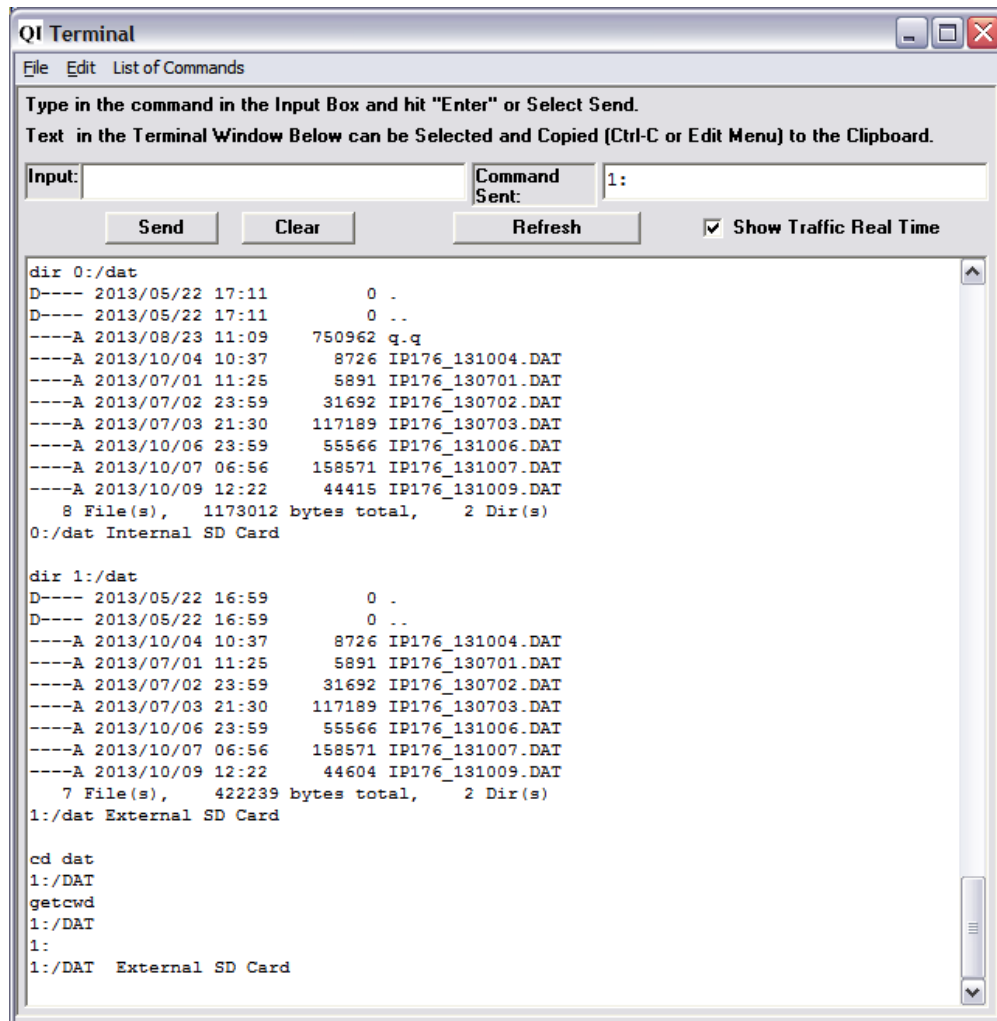 QI Terminal
File Edit List of Commands
Type in the command in the Input Box and hit "Enter" or Select Send.
Text in the Terminal Window Below can be Selected and Copied (Ctrl-C or Edit Menu) to the Clipboard.
Input: Command Sent: 1:
Send Clear Refresh Show Traffic Real Time
dir 0:/dat
D---- 2013/05/22 17:11 0 .
D---- 2013/05/22 17:11 0 ..
----A 2013/08/23 11:09 750962 q.q
----A 2013/10/04 10:37 8726 IP176_131004.DAT
----A 2013/07/01 11:25 5891 IP176_130701.DAT
----A 2013/07/02 23:59 31692 IP176_130702.DAT
----A 2013/07/03 21:30 117189 IP176_130703.DAT
----A 2013/10/06 23:59 55566 IP176_131006.DAT
----A 2013/10/07 06:56 158571 IP176_131007.DAT
----A 2013/10/09 12:22 44415 IP176_131009.DAT
8 File(s), 1173012 bytes total, 2 Dir(s)
0:/dat Internal SD Card
dir 1:/dat
D---- 2013/05/22 16:59 0 .
D---- 2013/05/22 16:59 0 ..
----A 2013/10/04 10:37 8726 IP176_131004.DAT
----A 2013/07/01 11:25 5891 IP176_130701.DAT
----A 2013/07/02 23:59 31692 IP176_130702.DAT
----A 2013/07/03 21:30 117189 IP176_130703.DAT
----A 2013/10/06 23:59 55566 IP176_131006.DAT
----A 2013/10/07 06:56 158571 IP176_131007.DAT
----A 2013/10/09 12:22 44604 IP176_131009.DAT
7 File(s), 422239 bytes total, 2 Dir(s)
1:/dat External SD Card
cd dat
1:/DAT
getcwd
1:/DAT
1:
1:/DAT External SD Card